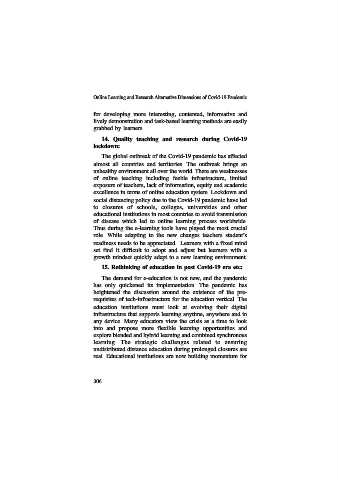 Online Learning and Research Alternative Dimensions of Covid-19 Pandemic
for developing more interesting, contented, informative and
lively demonstration and task-based learning methods are easily
grabbed by learners.
14. Quality teaching and research during Covid-19
lockdown:
The global outbreak of the Covid-19 pandemic has affected
almost all countries and territories. The outbreak brings an
unhealthy environment all over the world. There are weaknesses
of online teaching including feeble infrastructure, limited
exposure of teachers, lack of information, equity and academic
excellence in terms of online education system. Lockdown and
social distancing policy due to the Covid-19 pandemic have led
to closures of schools, colleges, universities and other
educational institutions in most countries to avoid transmission
of disease which led to online learning process worldwide.
Thus during the e-learning tools have played the most crucial
role. While adapting to the new changes teachers student's
readiness needs to be appreciated. Learners with a fixed mind
set find it difficult to adopt and adjust but learners with a
growth mindset quickly adapt to a new learning environment.
15. Rethinking of education in post Covid-19 era etc:
The demand for e-education is not new, and the pandemic
has only quickened its implementation. The pandemic has
heightened the discussion around the existence of the pre-
requisites of tech-infrastructure for the education vertical. The
education institutions must look at evolving their digital
infrastructure that supports learning anytime, anywhere and in
any device. Many educators view the crisis as a time to look
into and propose more flexible learning opportunities and
explore blended and hybrid learning and combined synchronous
learning. The strategic challenges related to ensuring
undistributed distance education during prolonged closures are
real. Educational institutions are now building momentum for
206